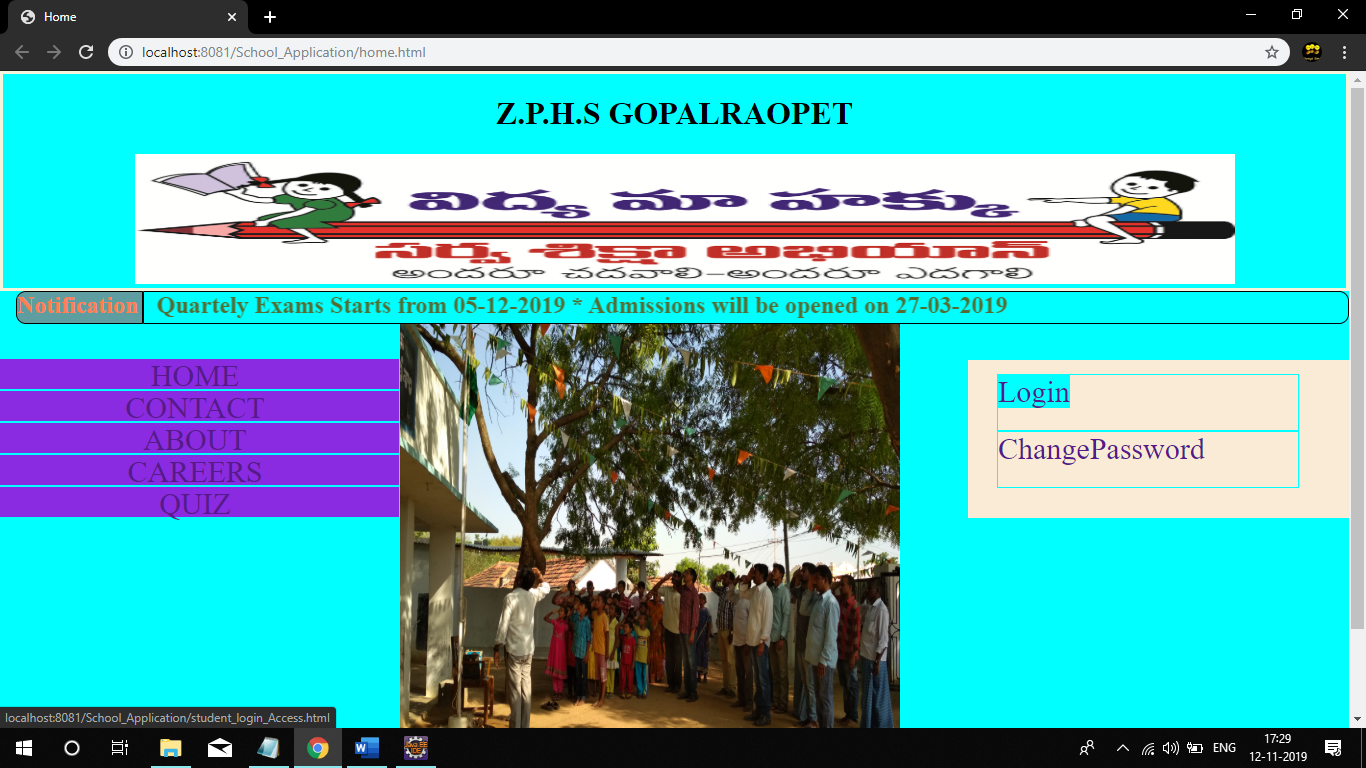 Home
localhost:8081/School_Application/home.html
Z.P.H.S GOPALRAOPET
విద్య మా హక్కు
సర్వ శిక్షా అభియాన్
అందరూ చదవాలి-అందరూ ఎదగాలి
Notification Quartely Exams Starts from 05-12-2019 * Admissions will be opened on 27-03-2019
HOME
CONTACT
ABOUT
CAREERS
QUIZ
Login
ChangePassword
localhost:8081/School_Application/student_login_Access.html
ENG
17:29
12-11-2019